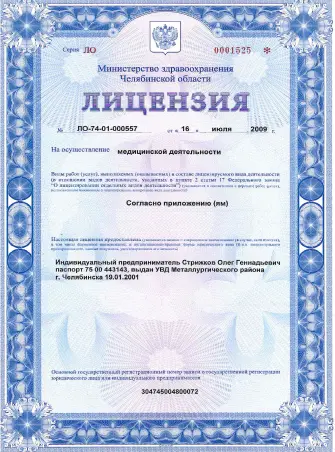 Серия ЛО 0001525 *
Министерство здравоохранения
Челябинской области
ЛИЦЕНЗИЯ
№ ЛО-74-01-000557 от « 16 » июля 2009 г.
На осуществление медицинской деятельности
Виды работ (услуг), выполняемых (оказываемых) в составе лицензируемого вида деятельности
(в отношении видов деятельности, указанных в пункте 2 статьи 17 Федерального закона
"О лицензировании отдельных видов деятельности")
Согласно приложению (ям)
Настоящая лицензия предоставлена
Индивидуальный предприниматель Стрижков Олег Геннадьевич
паспорт 75 00 443143, выдан УВД Металлургического района
г. Челябинска 19.01.2001
Основной государственный регистрационный номер записи о государственной регистрации
юридического лица или индивидуального предпринимателя
304745004800072